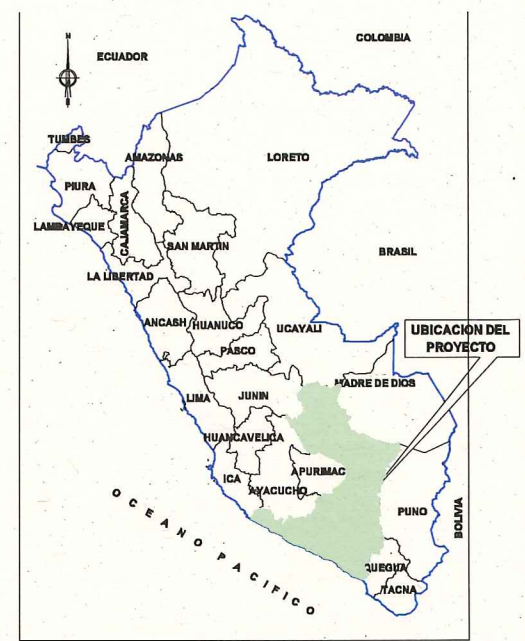 N
COLOMBIA
ECUADOR
TUMBES
AMAZONAS
LORETO
PIURA
CAJAMARCA
LAMBAYEQUE
SAN MARTIN
BRASIL
LA LIBERTAD
ANCASH
HUANUCO
UCAYALI
UBICACION DEL
PROYECTO
PASCO
MADRE DE DIOS
LIMA
JUNIN
HUANCAVELICA
APURIMAC
ICA
AYACUCHO
PUNO
BOLIVIA
OCEANO PACIFICO
QUEGUA
TACNA